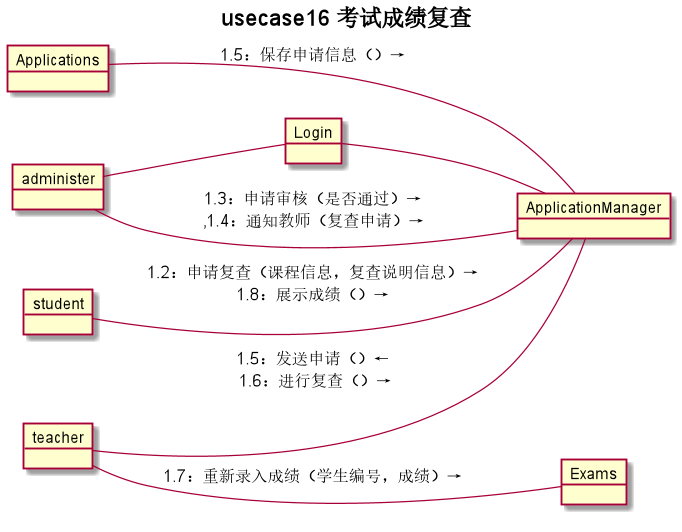 usecase16 考试成绩复查
Applications
1.5：保存申请信息（）→
Login
administer
1.3：申请审核（是否通过）→
,1.4：通知教师（复查申请）→
ApplicationManager
1.2：申请复查（课程信息，复查说明信息）→
1.8：展示成绩（）→
student
1.5：发送申请（）←
1.6：进行复查（）→
teacher
1.7：重新录入成绩（学生编号，成绩）→
Exams